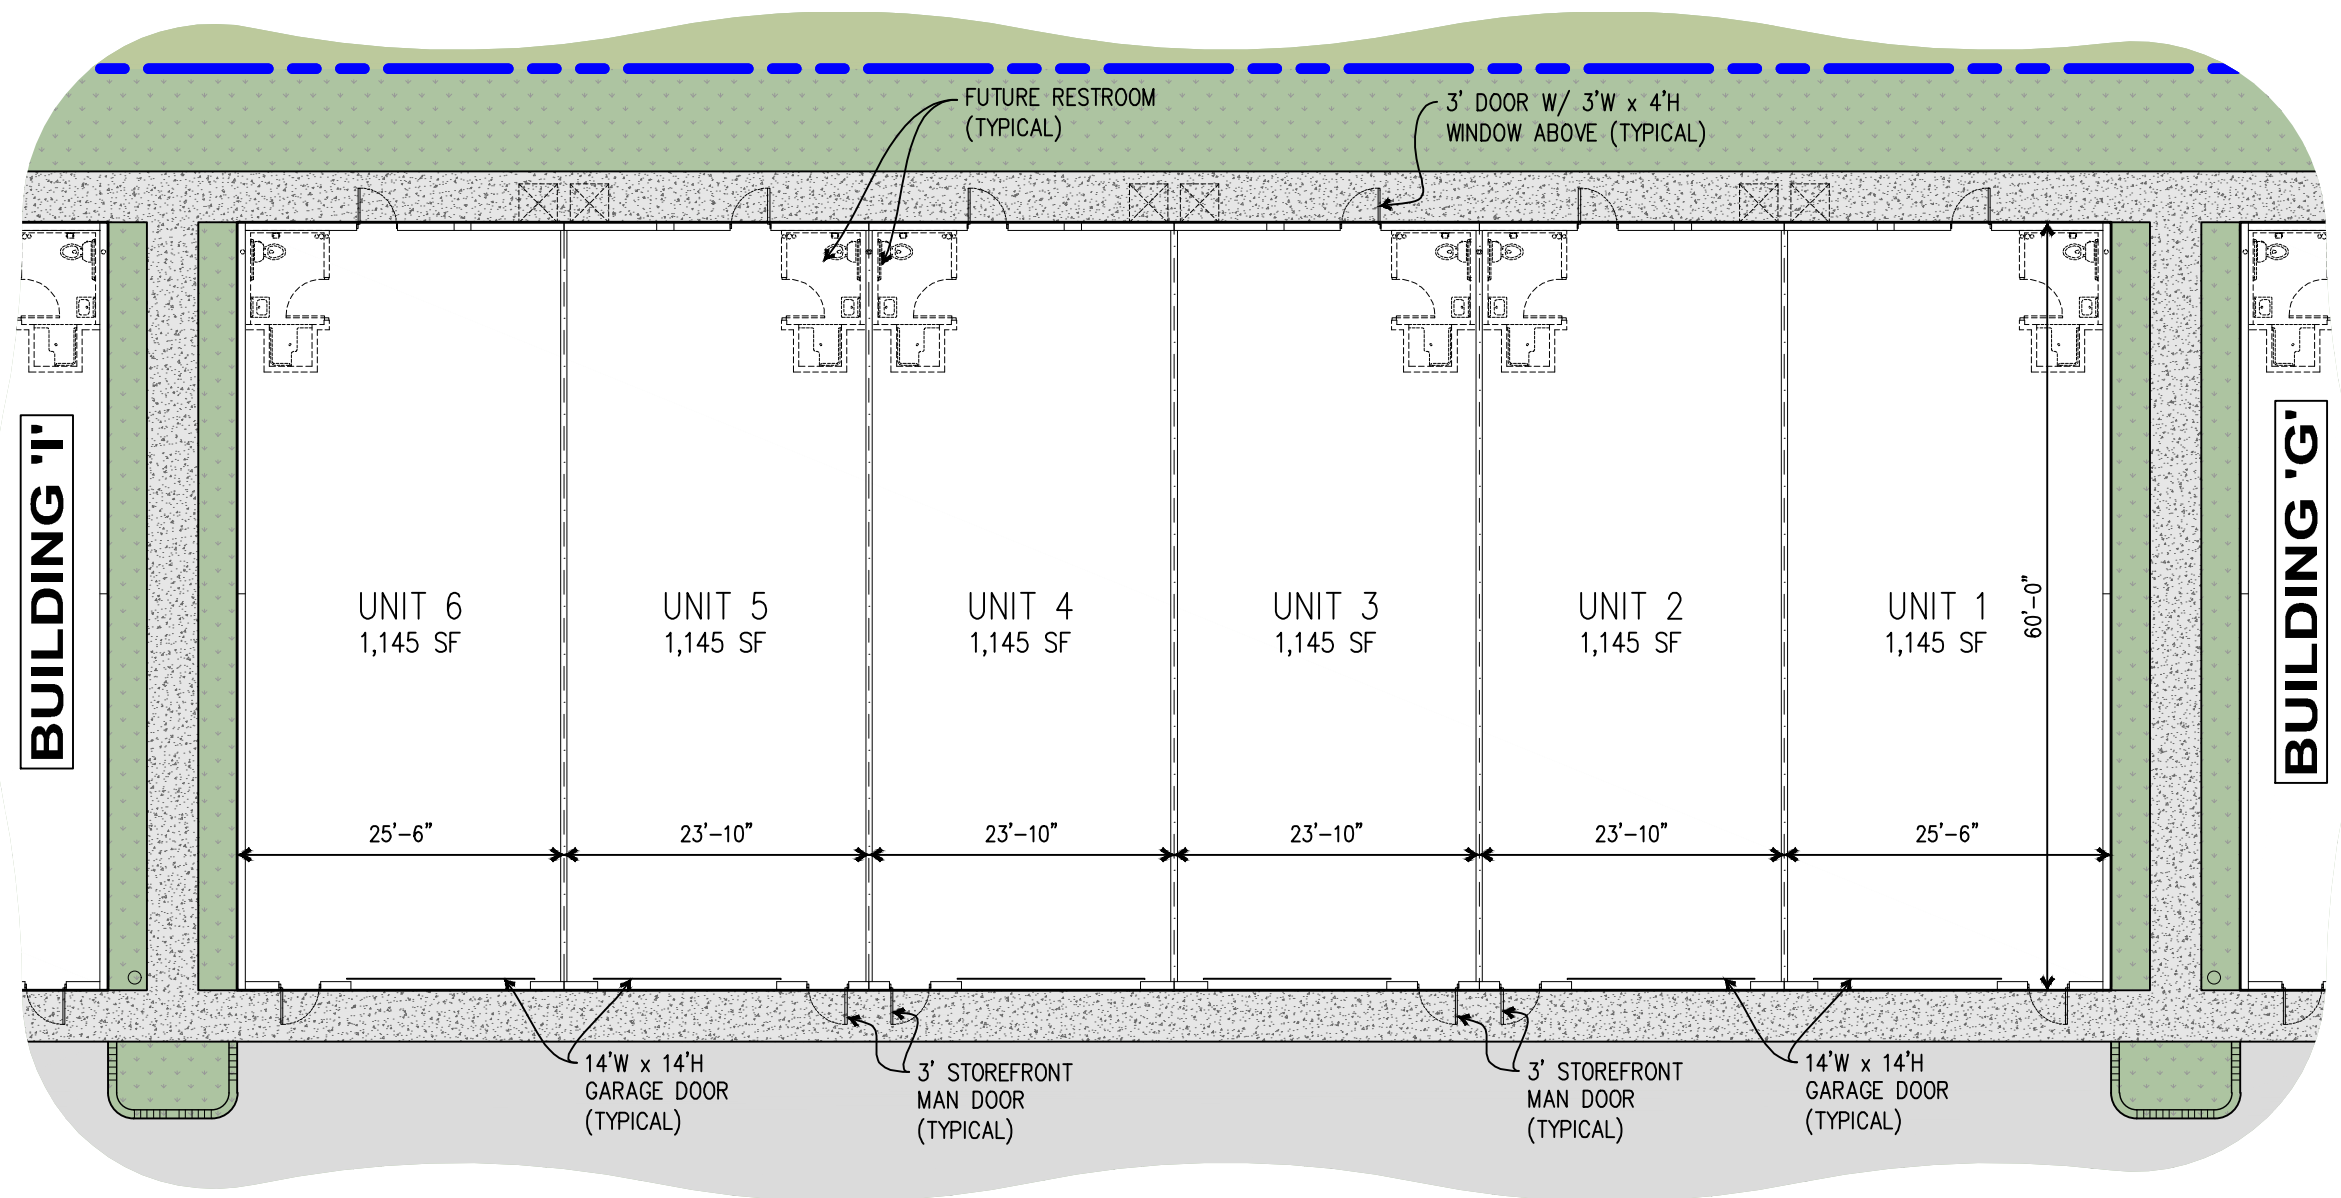 FUTURE RESTROOM
(TYPICAL)
3' DOOR W/ 3'W x 4'H
WINDOW ABOVE (TYPICAL)
BUILDING 'I'
UNIT 6
1,145 SF
UNIT 5
1,145 SF
UNIT 4
1,145 SF
UNIT 3
1,145 SF
UNIT 2
1,145 SF
UNIT 1
1,145 SF
60'-0"
BUILDING 'G'
25'-6"
23'-10"
23'-10"
23'-10"
23'-10"
25'-6"
14'W x 14'H
GARAGE DOOR
(TYPICAL)
3' STOREFRONT
MAN DOOR
(TYPICAL)
3' STOREFRONT
MAN DOOR
(TYPICAL)
14'W x 14'H
GARAGE DOOR
(TYPICAL)